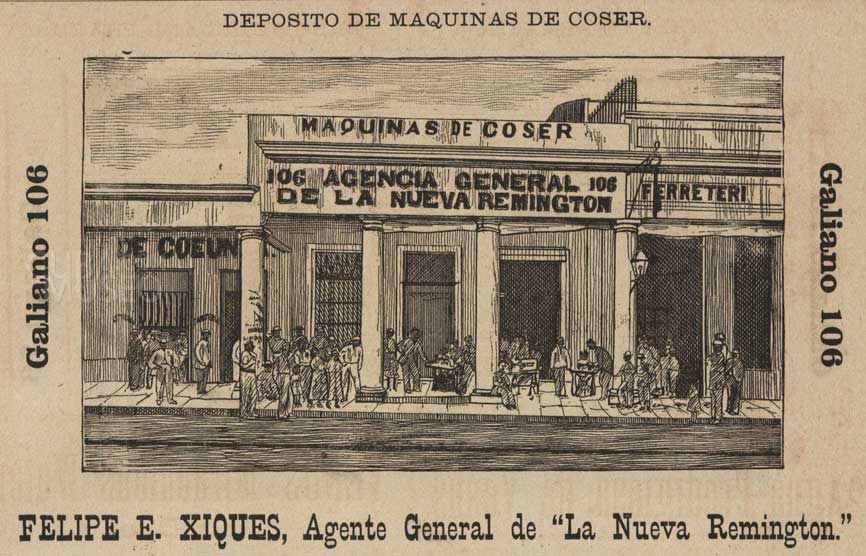 DEPOSITO DE MAQUINAS DE COSER.
Galiano 106
MAQUINAS DE COSER
106 AGENCIA GENERAL 106
DE LA NUEVA REMINGTON
FERRETERI
DE COEUN
Galiano 106
FELIPE E. XIQUES, Agente General de "La Nueva Remington."